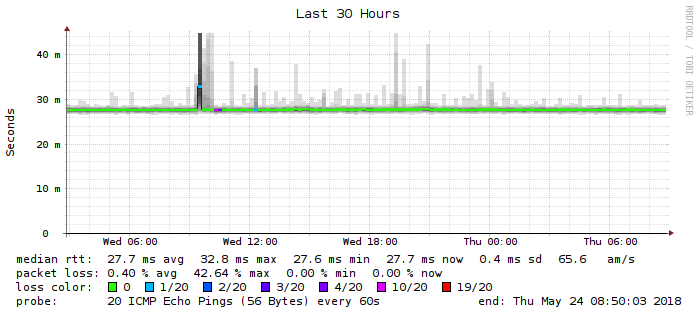 Last 30 Hours
RRDTOOL / TOBI OETIKER
Seconds
40 m
30 m
20 m
10 m
0
Wed 06:00 Wed 12:00 Wed 18:00 Thu 00:00 Thu 06:00
median rtt: 27.7 ms avg 32.8 ms max 27.6 ms min 27.7 ms now 0.4 ms sd 65.6 am/s
packet loss: 0.40 % avg 42.64 % max 0.00 % min 0.00 % now
loss color: 0 1/20 2/20 3/20 4/20 10/20 19/20
probe: 20 ICMP Echo Pings (56 Bytes) every 60s end: Thu May 24 08:50:03 2018